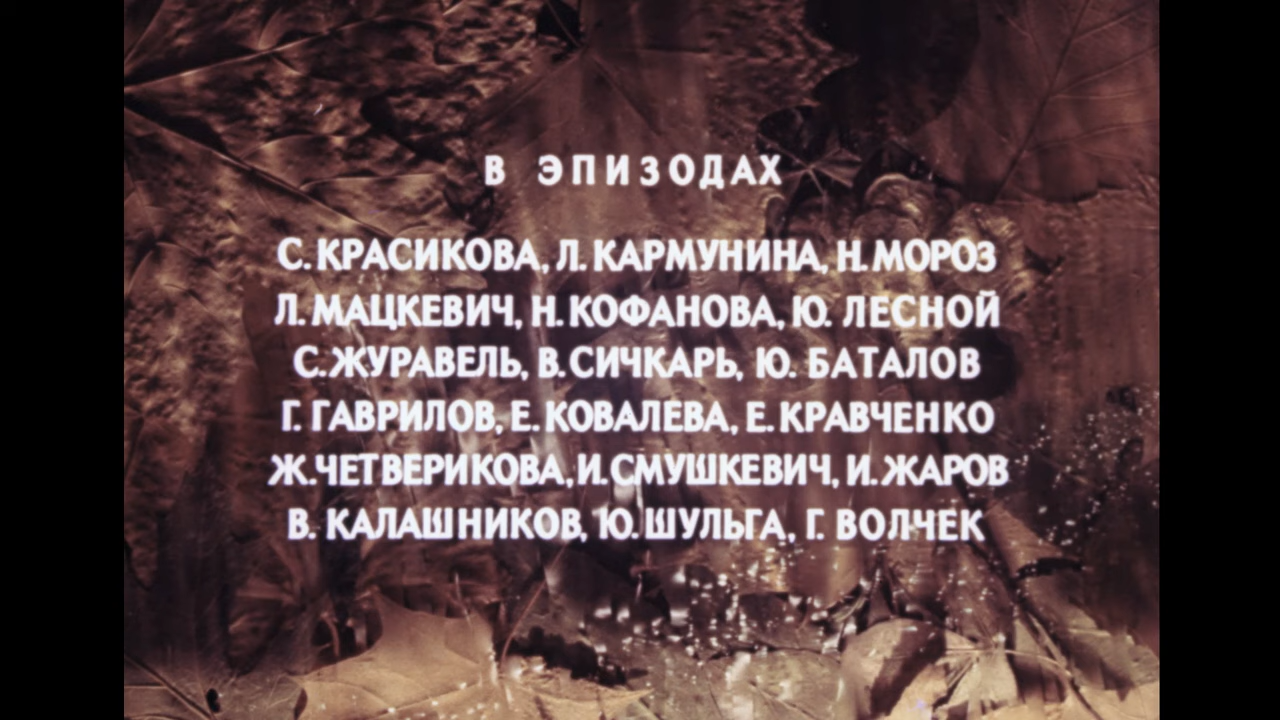 В ЭПИЗОДАХ
С. КРАСИКОВА, Л. КАРМУНИНА, Н. МОРОЗ
Л. МАЦКЕВИЧ, Н. КОФАНОВА, Ю. ЛЕСНОЙ
С. ЖУРАВЕЛЬ, В. СИЧКАРЬ, Ю. БАТАЛОВ
Г. ГАВРИЛОВ, Е. КОВАЛЕВА, Е. КРАВЧЕНКО
Ж. ЧЕТВЕРИКОВА, И. СМУШКЕВИЧ, И. ЖАРОВ
В. КАЛАШНИКОВ, Ю. ШУЛЬГА, Г. ВОЛЧЕК